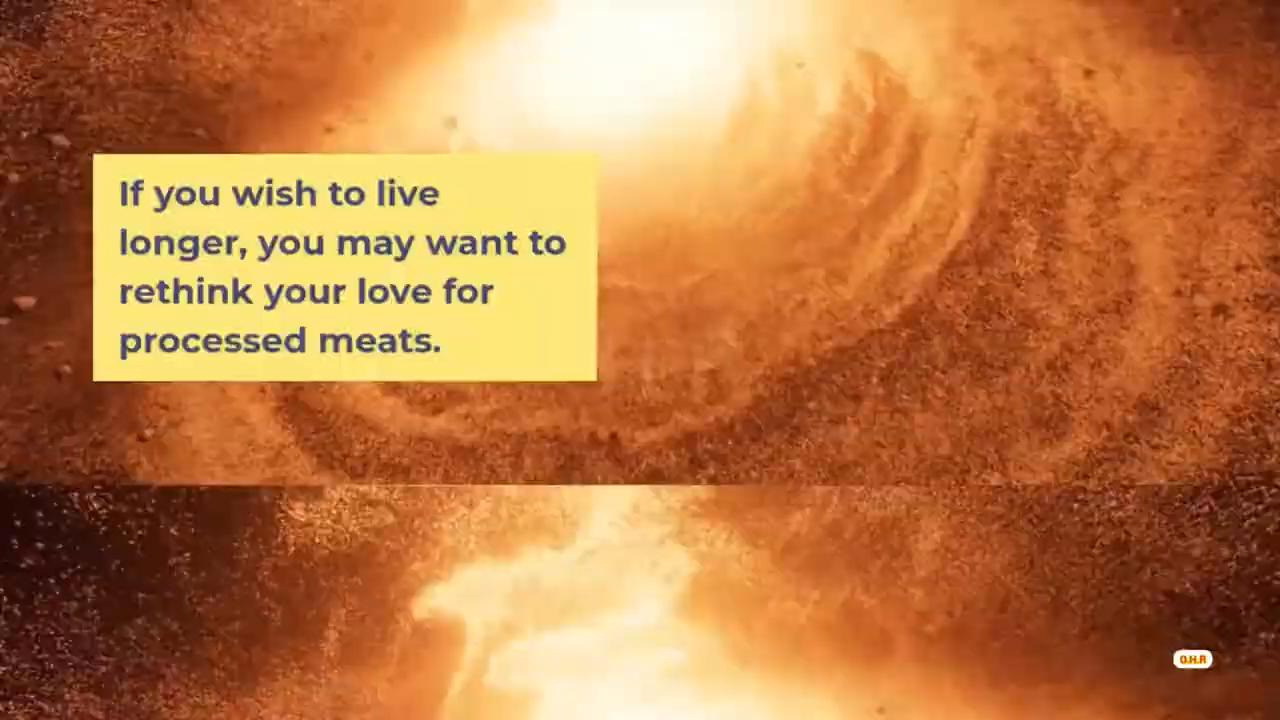 If you wish to live
longer, you may want to
rethink your love for
processed meats.
O.H.R